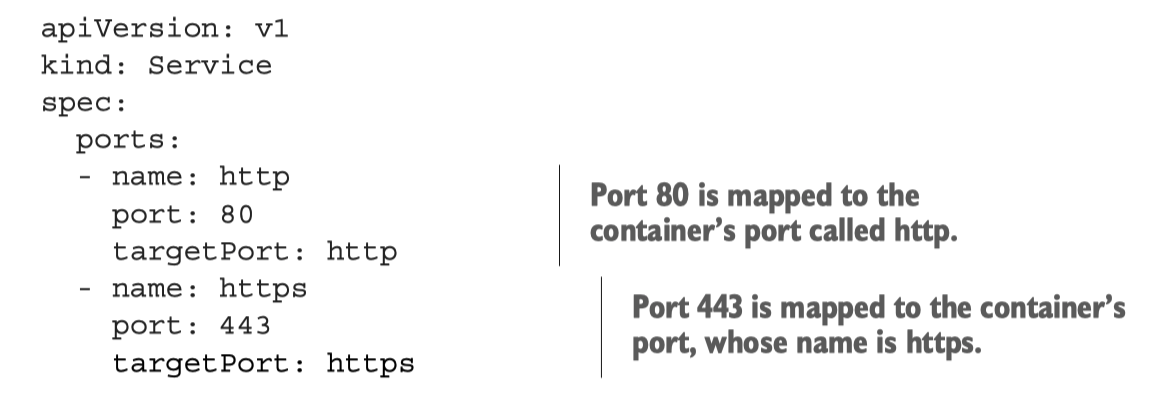 apiVersion: v1
kind: Service
spec:
  ports:
  - name: http
    port: 80
    targetPort: http
  - name: https
    port: 443
    targetPort: https
Port 80 is mapped to the
container's port called http.
Port 443 is mapped to the container's
port, whose name is https.